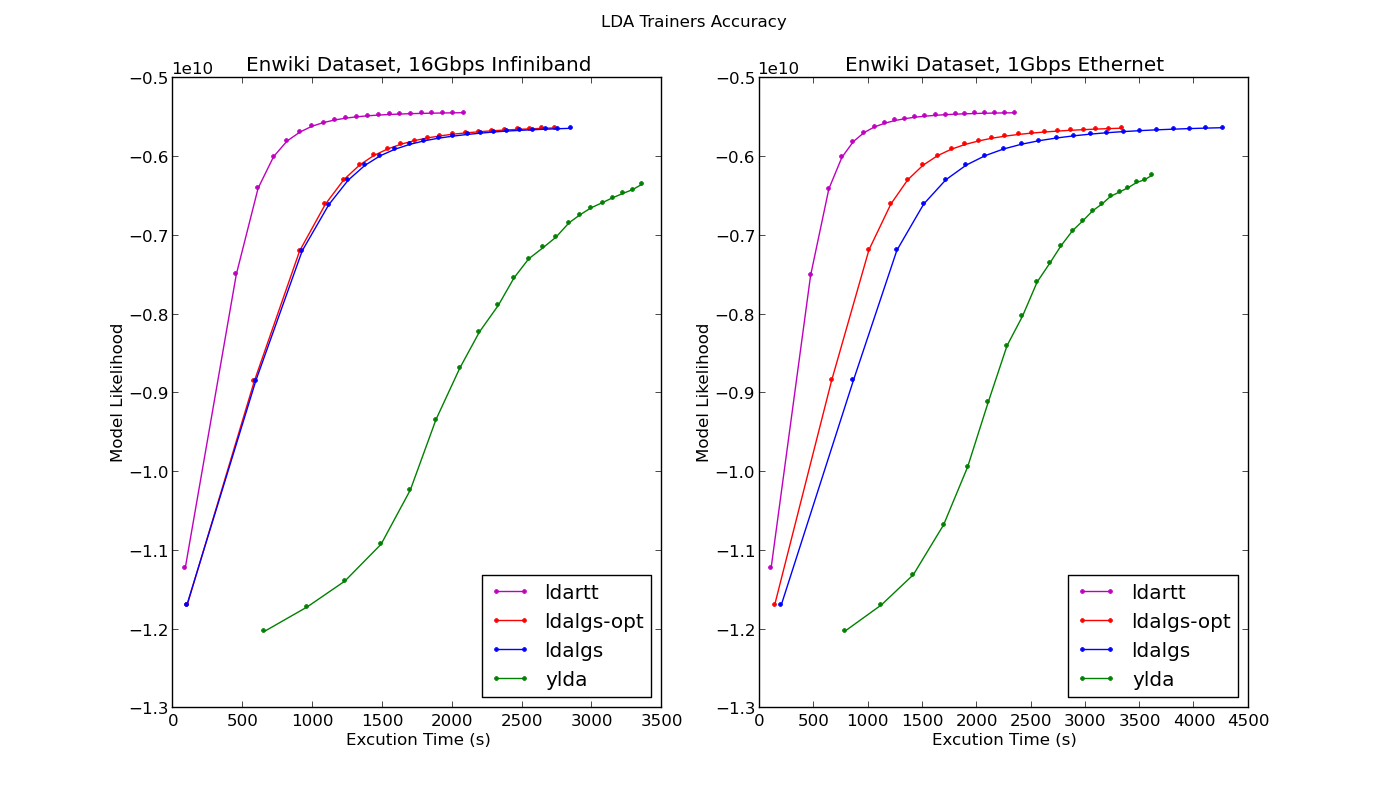 LDA Trainers Accuracy
Enwiki Dataset, 16Gbps Infiniband
1e10
−0.5
−0.6
−0.7
−0.8
−0.9
−1.0
−1.1
−1.2
−1.3
Model Likelihood
0 500 1000 1500 2000 2500 3000 3500
Excution Time (s)
ldartt
ldalgs-opt
ldalgs
ylda
Enwiki Dataset, 1Gbps Ethernet
1e10
−0.5
−0.6
−0.7
−0.8
−0.9
−1.0
−1.1
−1.2
−1.3
Model Likelihood
0 500 1000 1500 2000 2500 3000 3500 4000 4500
Excution Time (s)
ldartt
ldalgs-opt
ldalgs
ylda